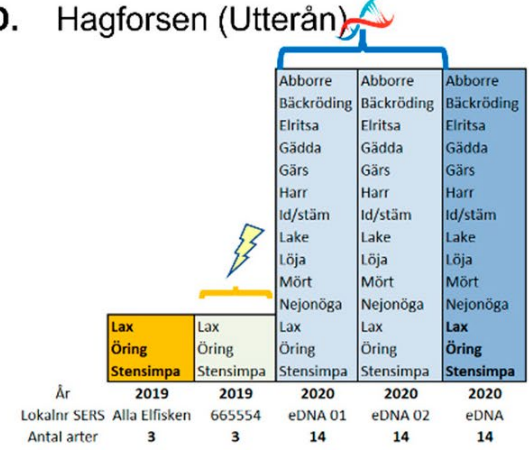 D. Hagforsen (Utterån)
Abborre Abborre Abborre
Bäckröding Bäckröding Bäckröding
Elritsa Elritsa Elritsa
Gädda Gädda Gädda
Gärs Gärs Gärs
Harr Harr Harr
Id/stäm Id/stäm Id/stäm
Lake Lake Lake
Löja Löja Löja
Mört Mört Mört
Nejonöga Nejonöga Nejonöga
Lax Lax Lax Lax Lax
Öring Öring Öring Öring Öring
Stensimpa Stensimpa Stensimpa Stensimpa Stensimpa
År 2019 2019 2020 2020 2020
Lokalnr SERS Alla Elfisken 665554 eDNA 01 eDNA 02 eDNA
Antal arter 3 3 14 14 14